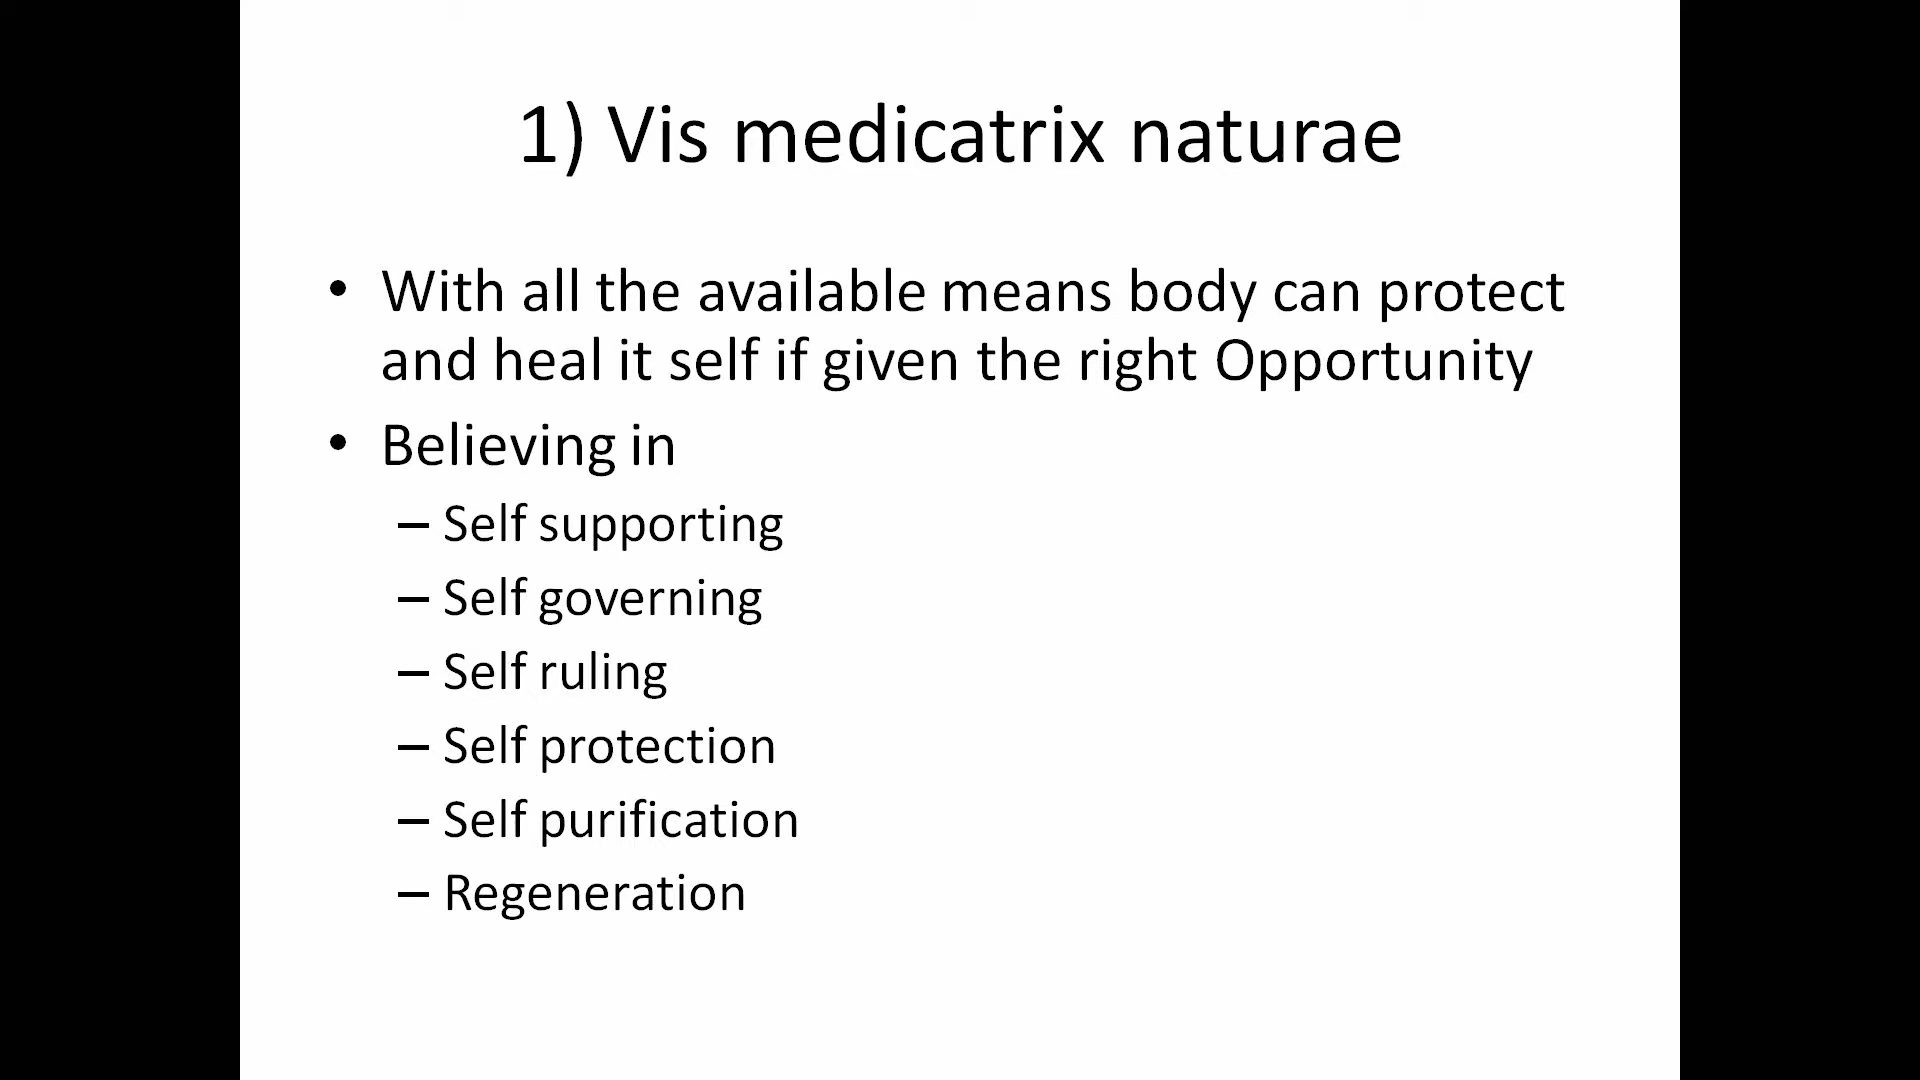 1) Vis medicatrix naturae
• With all the available means body can protect
and heal it self if given the right Opportunity
• Believing in
– Self supporting
– Self governing
– Self ruling
– Self protection
– Self purification
– Regeneration